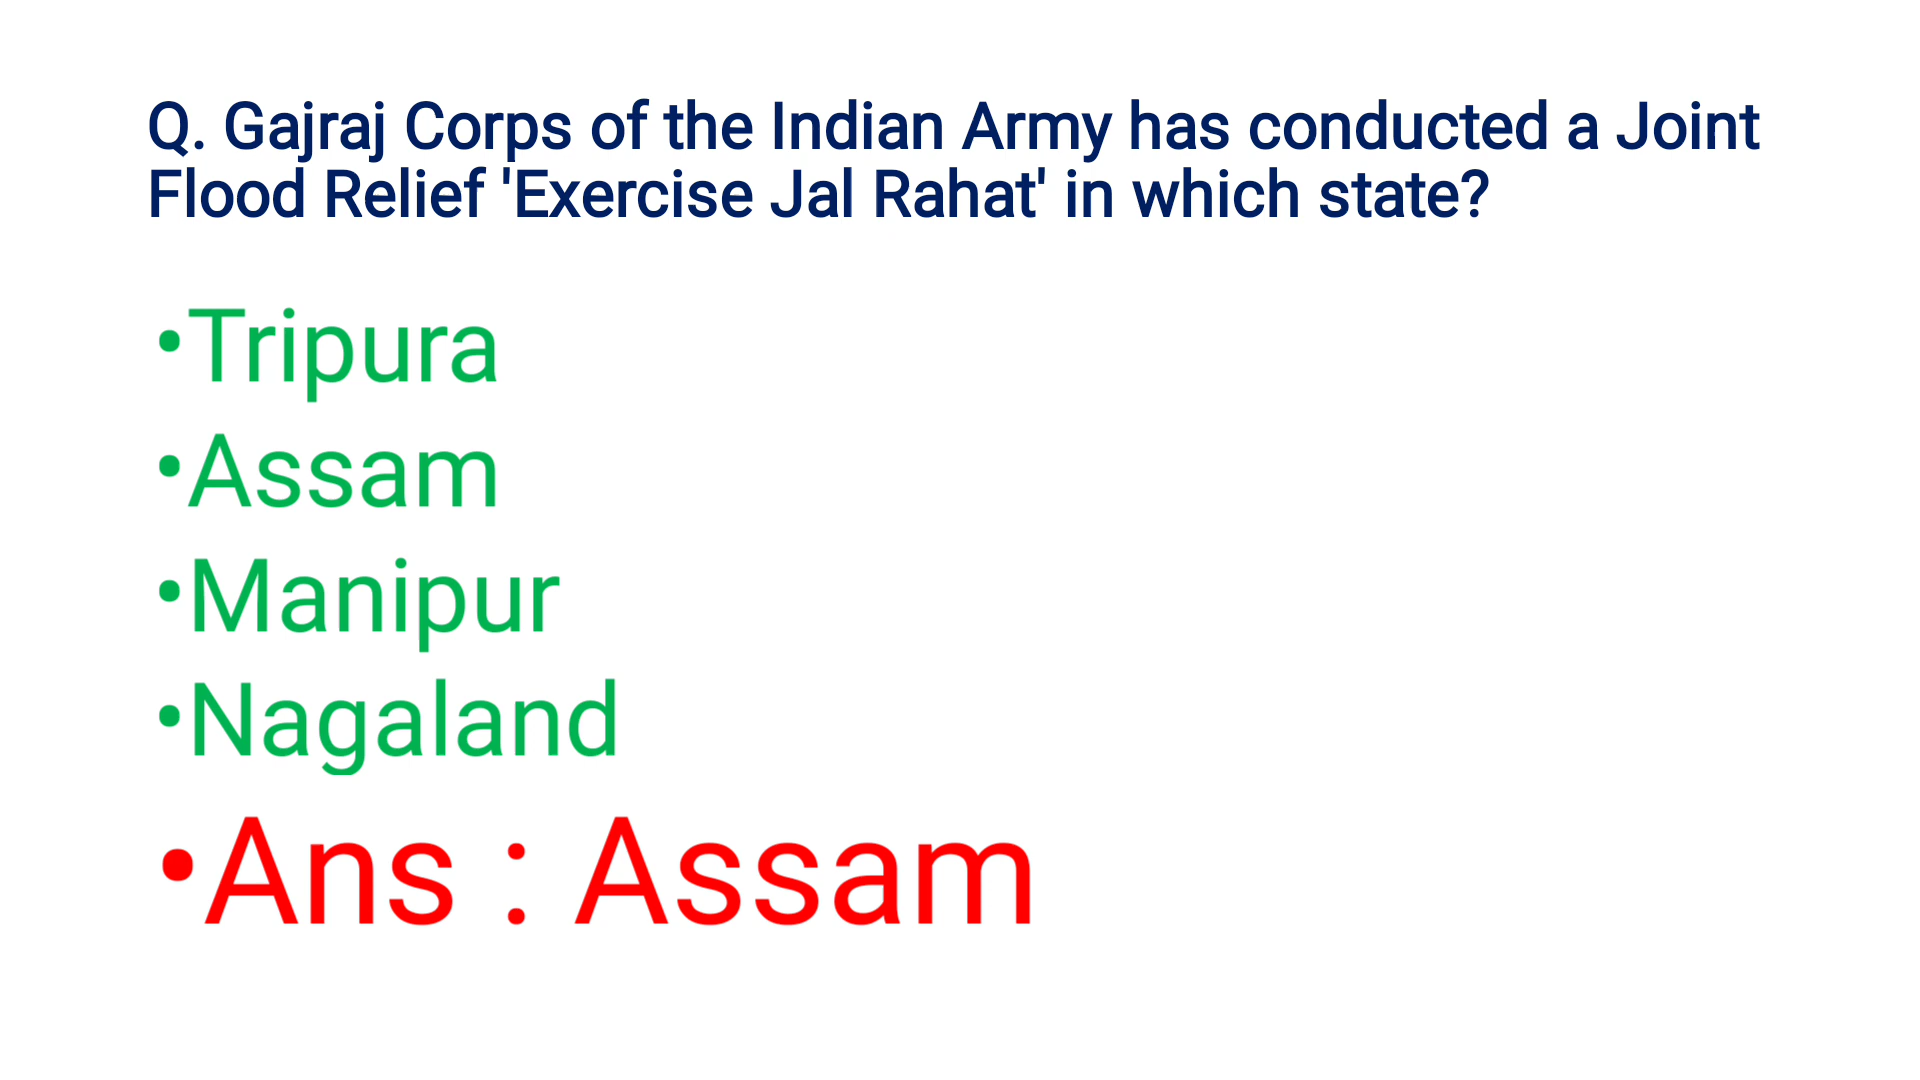 Q. Gajraj Corps of the Indian Army has conducted a Joint
Flood Relief 'Exercise Jal Rahat' in which state?
•Tripura
•Assam
•Manipur
•Nagaland
•Ans : Assam